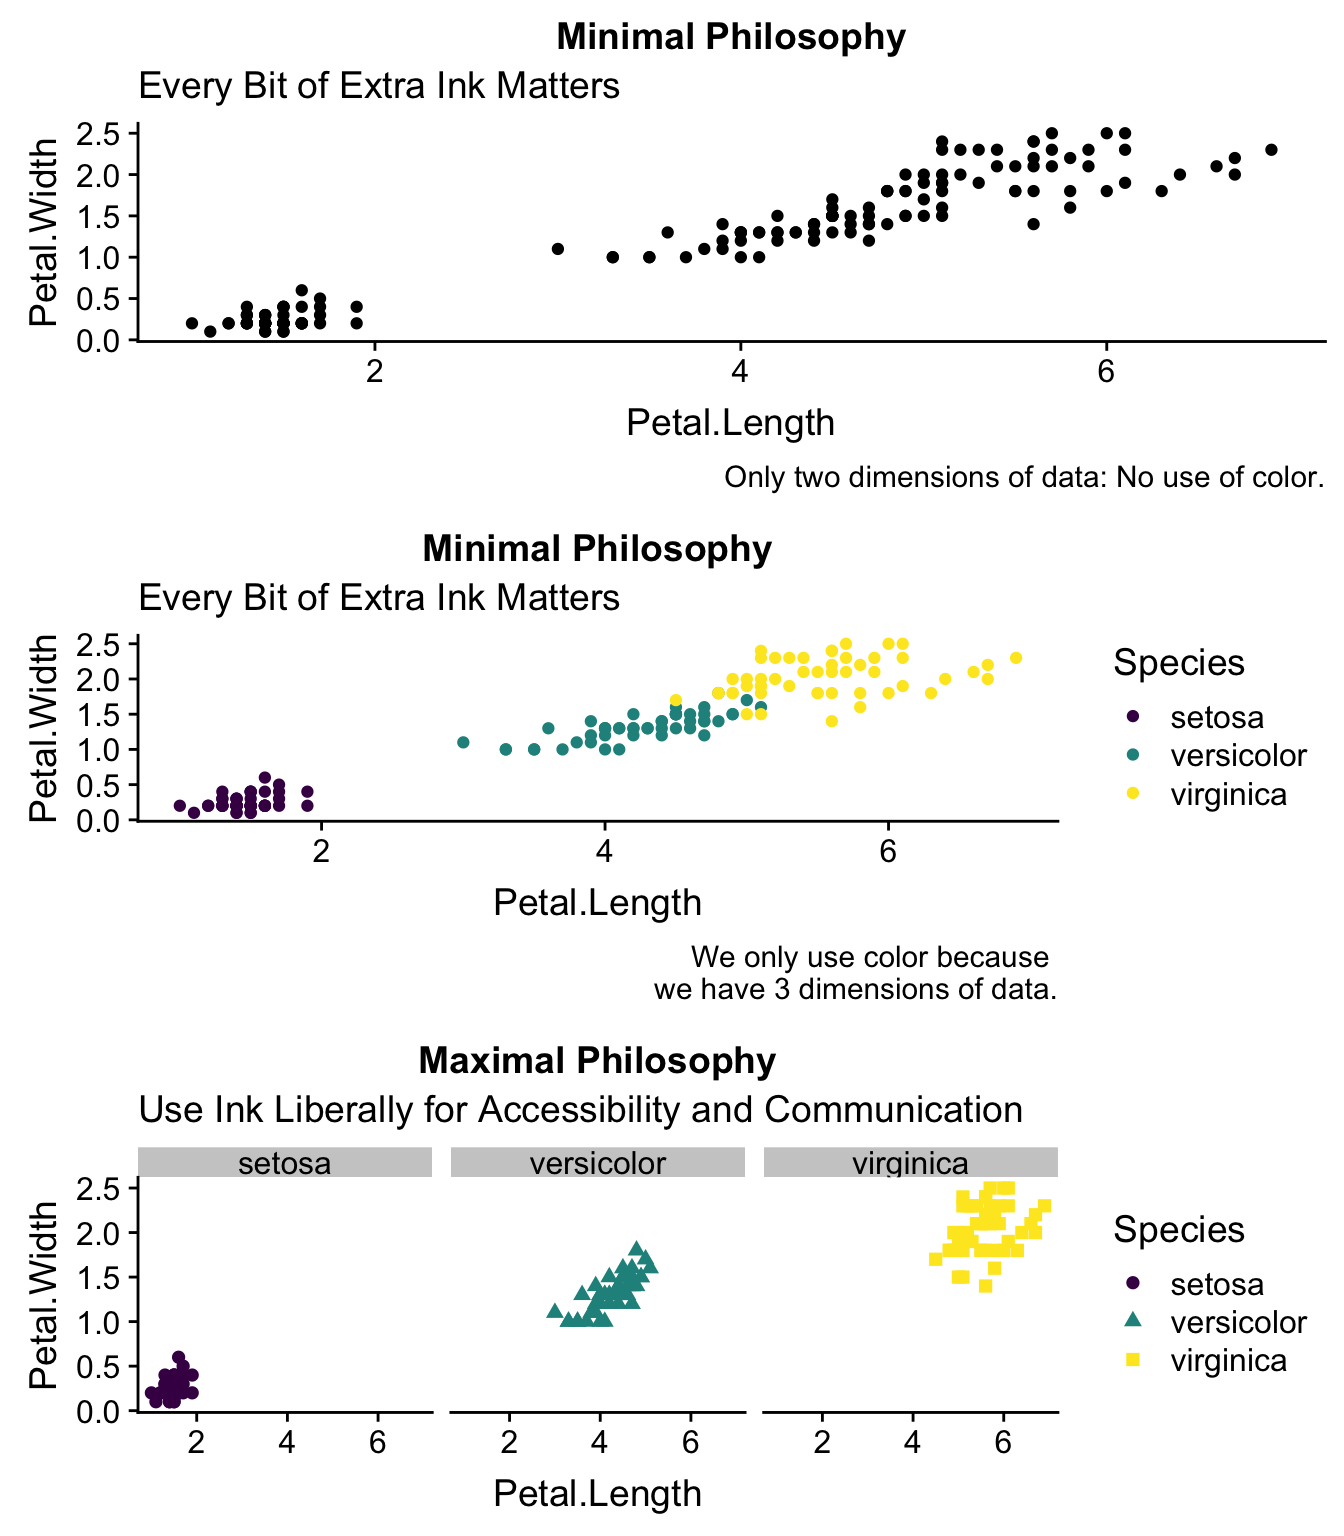 Minimal Philosophy
Every Bit of Extra Ink Matters
2.5
2.0
1.5
1.0
0.5
0.0
Petal.Width
2 4 6
Petal.Length
Only two dimensions of data: No use of color.
Minimal Philosophy
Every Bit of Extra Ink Matters
2.5
2.0
1.5
1.0
0.5
0.0
Petal.Width
2 4 6
Petal.Length
Species
setosa
versicolor
virginica
We only use color because
we have 3 dimensions of data.
Maximal Philosophy
Use Ink Liberally for Accessibility and Communication
setosa versicolor virginica
2.5
2.0
1.5
1.0
0.5
0.0
Petal.Width
2 4 6 2 4 6 2 4 6
Petal.Length
Species
setosa
versicolor
virginica